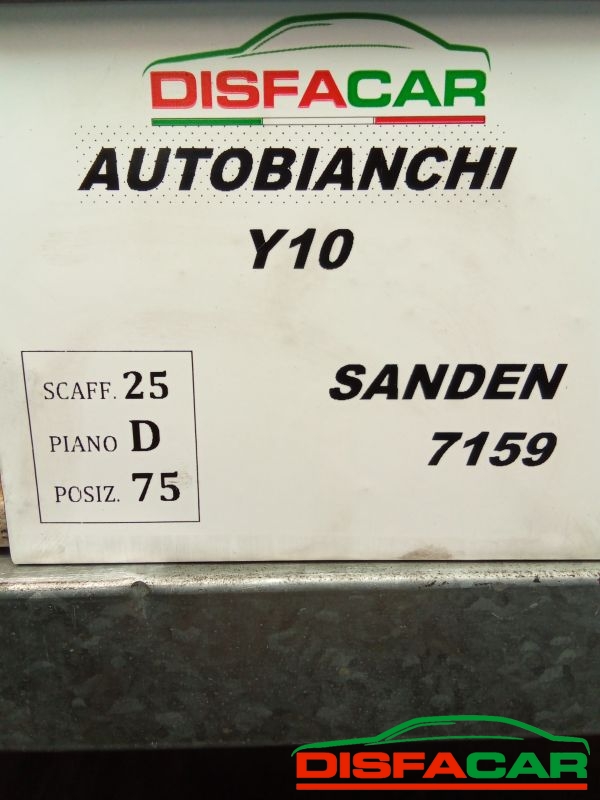 DISFACAR
AUTOBIANCHI
Y10
SCAFF. 25
PIANO D
POSIZ. 75
SANDEN
7159
DISFACAR